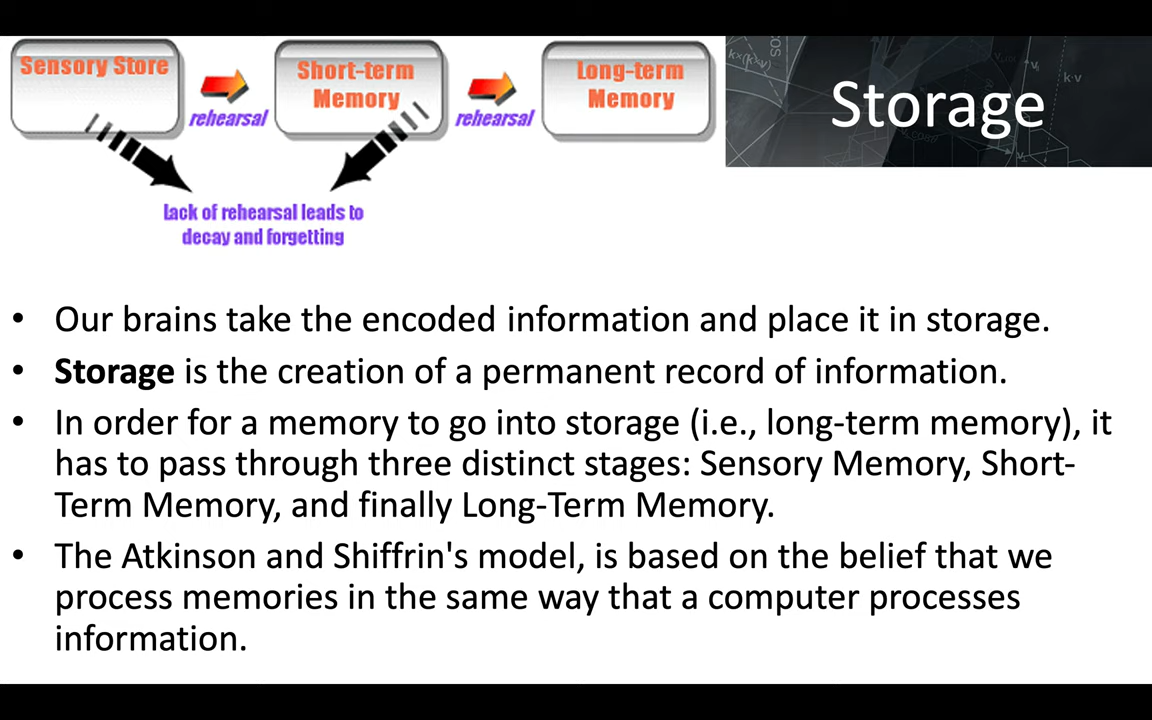 Sensory Store
rehearsal
Short-term
Memory
rehearsal
Long-term
Memory
Storage
Lack of rehearsal leads to
decay and forgetting
• Our brains take the encoded information and place it in storage.
• Storage is the creation of a permanent record of information.
• In order for a memory to go into storage (i.e., long-term memory), it
has to pass through three distinct stages: Sensory Memory, Short-
Term Memory, and finally Long-Term Memory.
• The Atkinson and Shiffrin's model, is based on the belief that we
process memories in the same way that a computer processes
information.